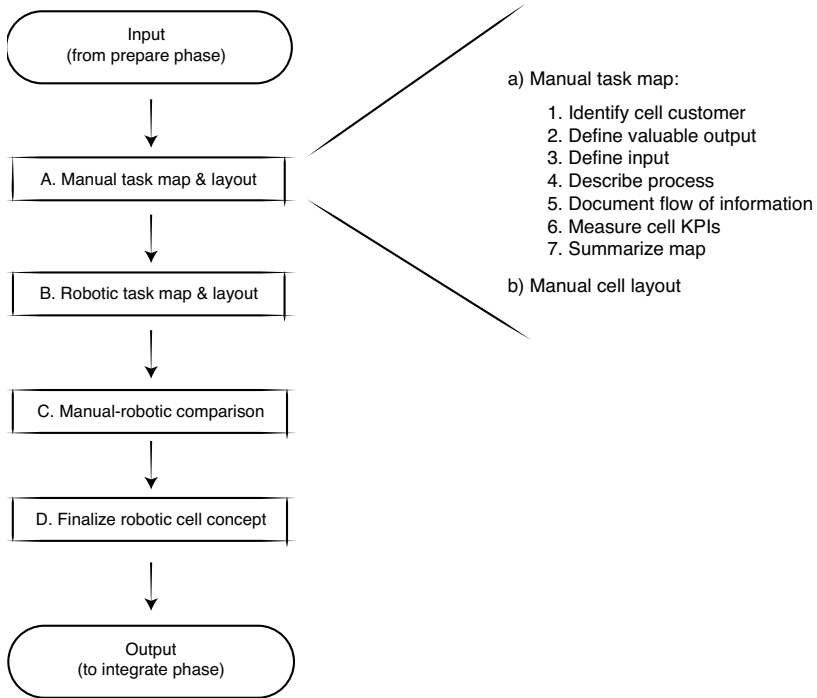 Input
(from prepare phase)
A. Manual task map & layout
B. Robotic task map & layout
C. Manual-robotic comparison
D. Finalize robotic cell concept
Output
(to integrate phase)
a) Manual task map:
1. Identify cell customer
2. Define valuable output
3. Define input
4. Describe process
5. Document flow of information
6. Measure cell KPIs
7. Summarize map
b) Manual cell layout